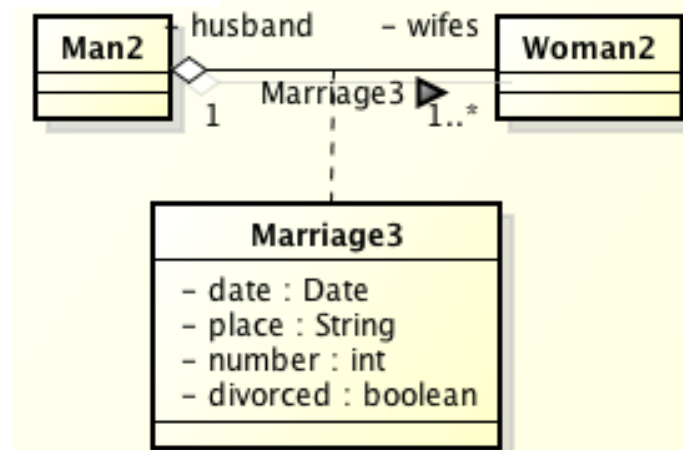 - husband - wifes
Man2 Woman2
Marriage3
1 1..*
Marriage3
- date : Date
- place : String
- number : int
- divorced : boolean